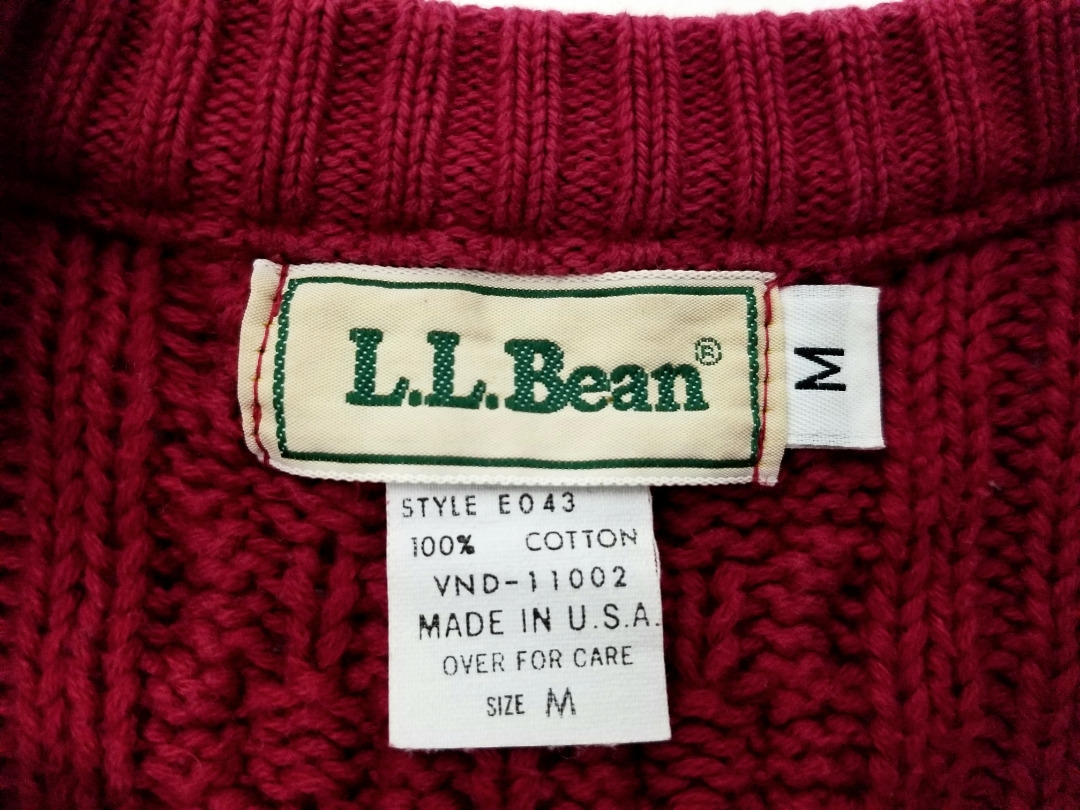 L.L.Bean®
M
STYLE E043
100% COTTON
VND-11002
MADE IN U.S.A.
OVER FOR CARE
SIZE M